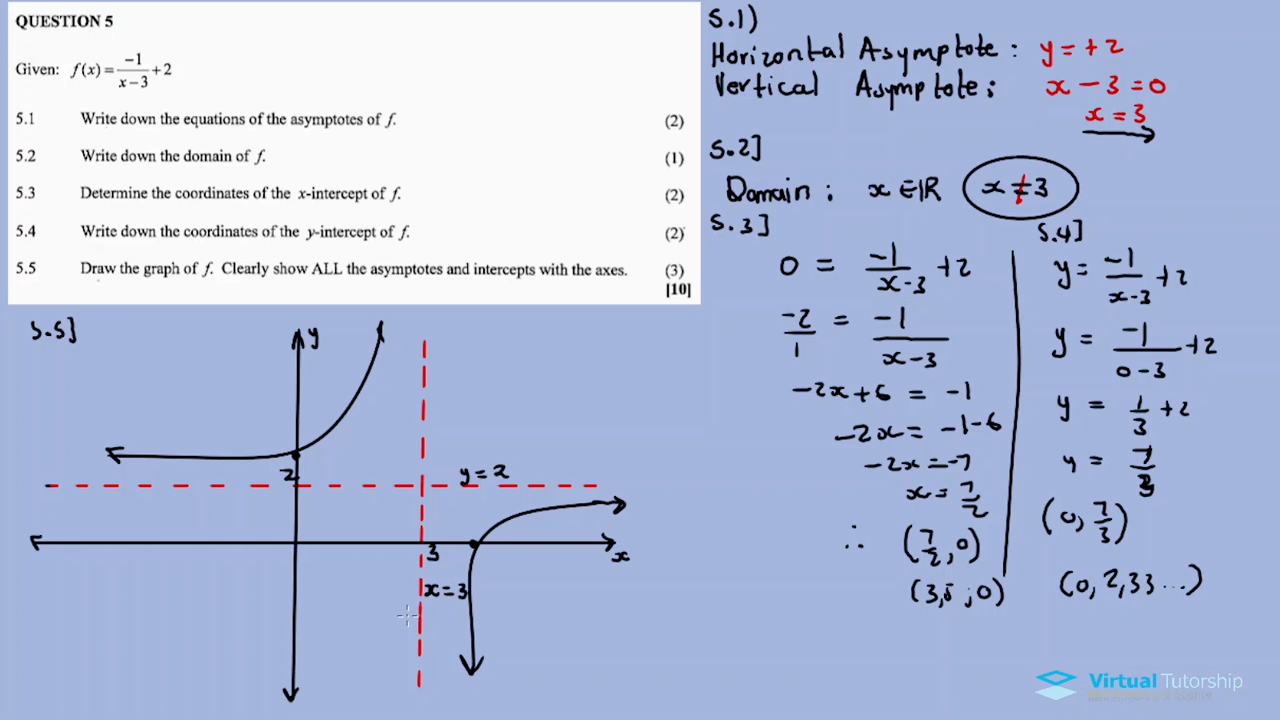 QUESTION 5
Given: f(x) = -1/(x-3) + 2
5.1 Write down the equations of the asymptotes of f. (2)
5.2 Write down the domain of f. (1)
5.3 Determine the coordinates of the x-intercept of f. (2)
5.4 Write down the coordinates of the y-intercept of f. (2)
5.5 Draw the graph of f. Clearly show ALL the asymptotes and intercepts with the axes. (3)
[10]
5.1)
Horizontal Asymptote : y = +2
Vertical Asymptote : x - 3 = 0
x = 3
5.2]
Domain : x ∈ ℝ x ≠ 3
5.3]
0 = -1/(x-3) + 2
-2/1 = -1/(x-3)
-2x + 6 = -1
-2x = -1 - 6
-2x = -7
x = 7/2
∴ (7/2, 0)
(3,5 ; 0)
5.4]
y = -1/(x-3) + 2
y = -1/(0-3) + 2
y = 1/3 + 2
y = 7/3
(0, 7/3)
(0, 2,33...)
5.5]
y
2
y = 2
3
x
x = 3
Virtual Tutorship